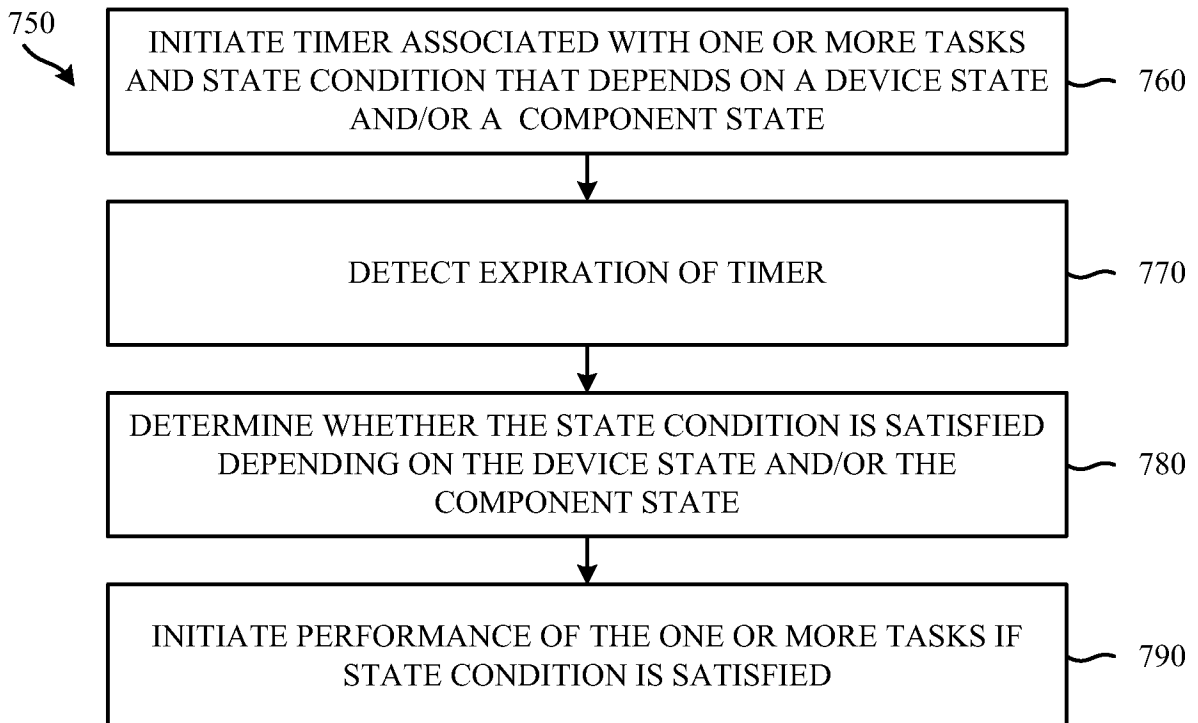 750
INITIATE TIMER ASSOCIATED WITH ONE OR MORE TASKS
AND STATE CONDITION THAT DEPENDS ON A DEVICE STATE
AND/OR A COMPONENT STATE
760
DETECT EXPIRATION OF TIMER
770
DETERMINE WHETHER THE STATE CONDITION IS SATISFIED
DEPENDING ON THE DEVICE STATE AND/OR THE
COMPONENT STATE
780
INITIATE PERFORMANCE OF THE ONE OR MORE TASKS IF
STATE CONDITION IS SATISFIED
790